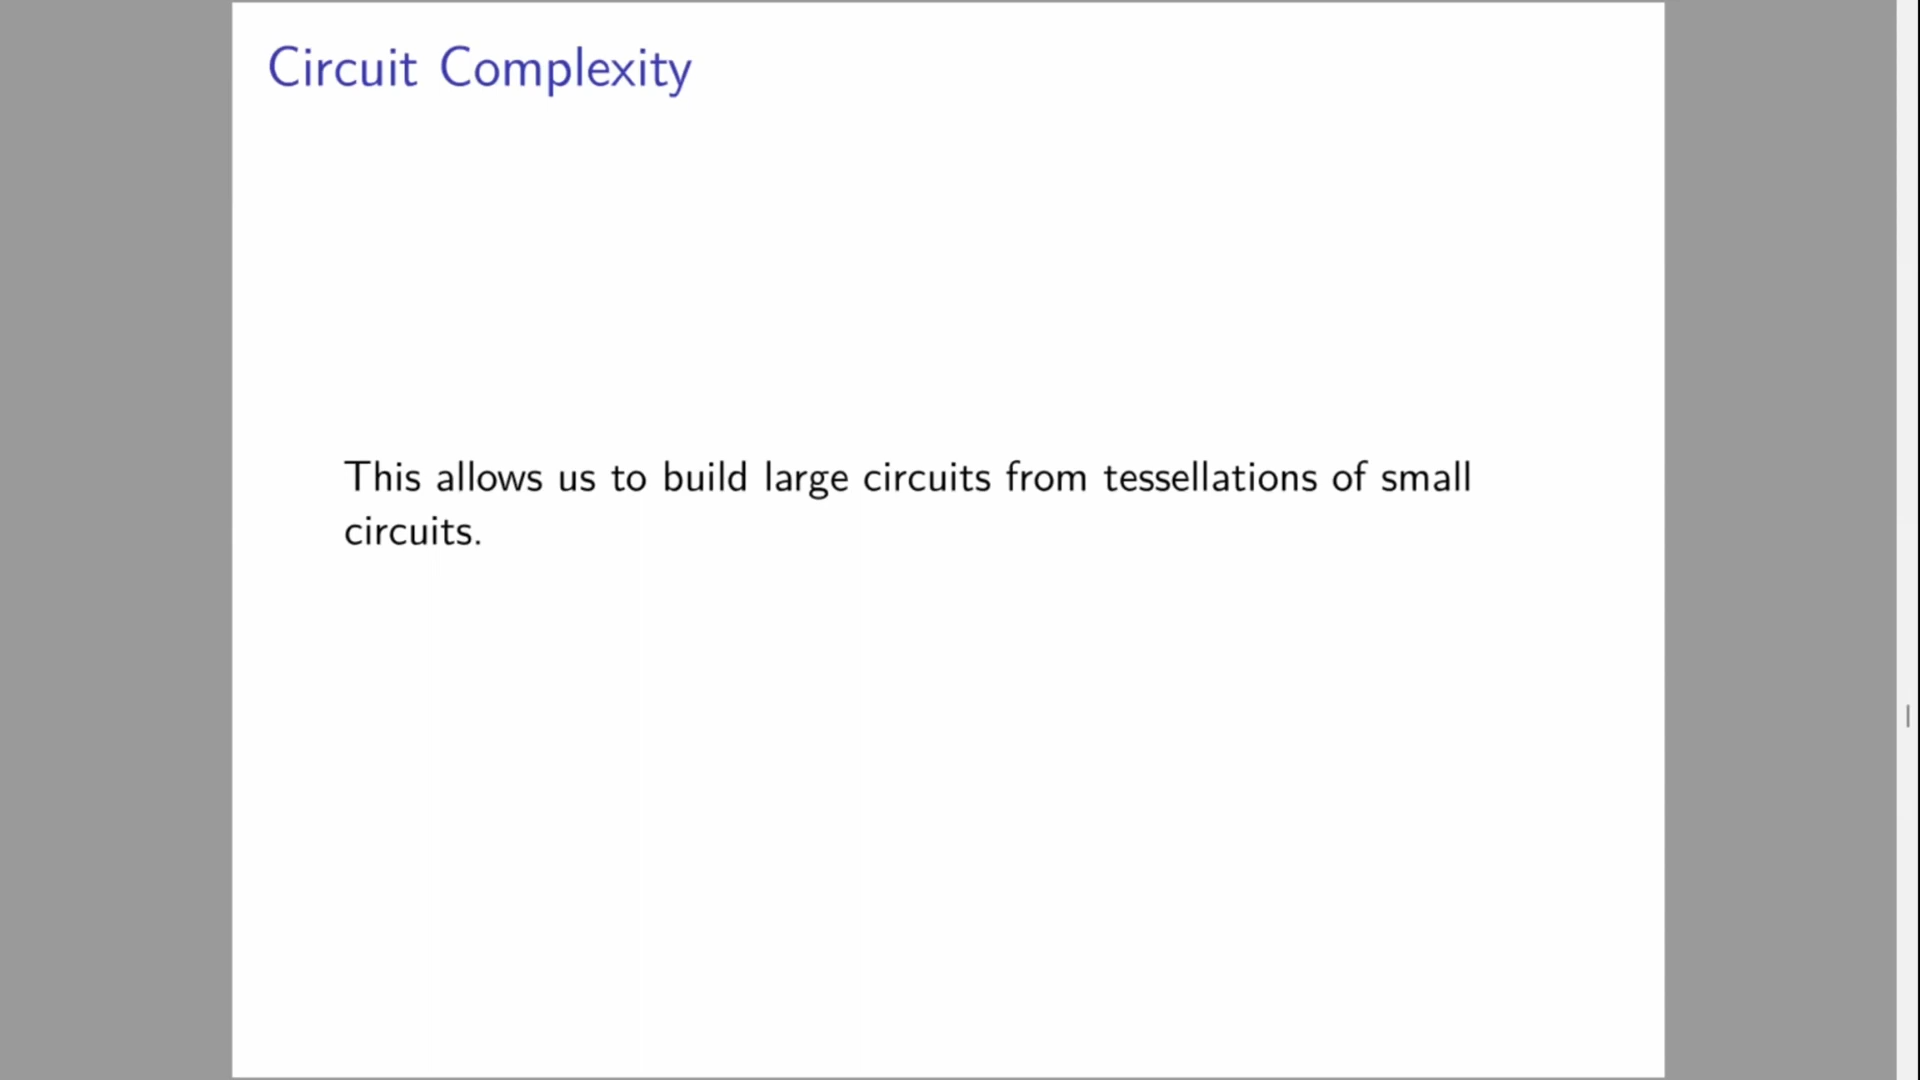 Circuit Complexity
This allows us to build large circuits from tessellations of small
circuits.